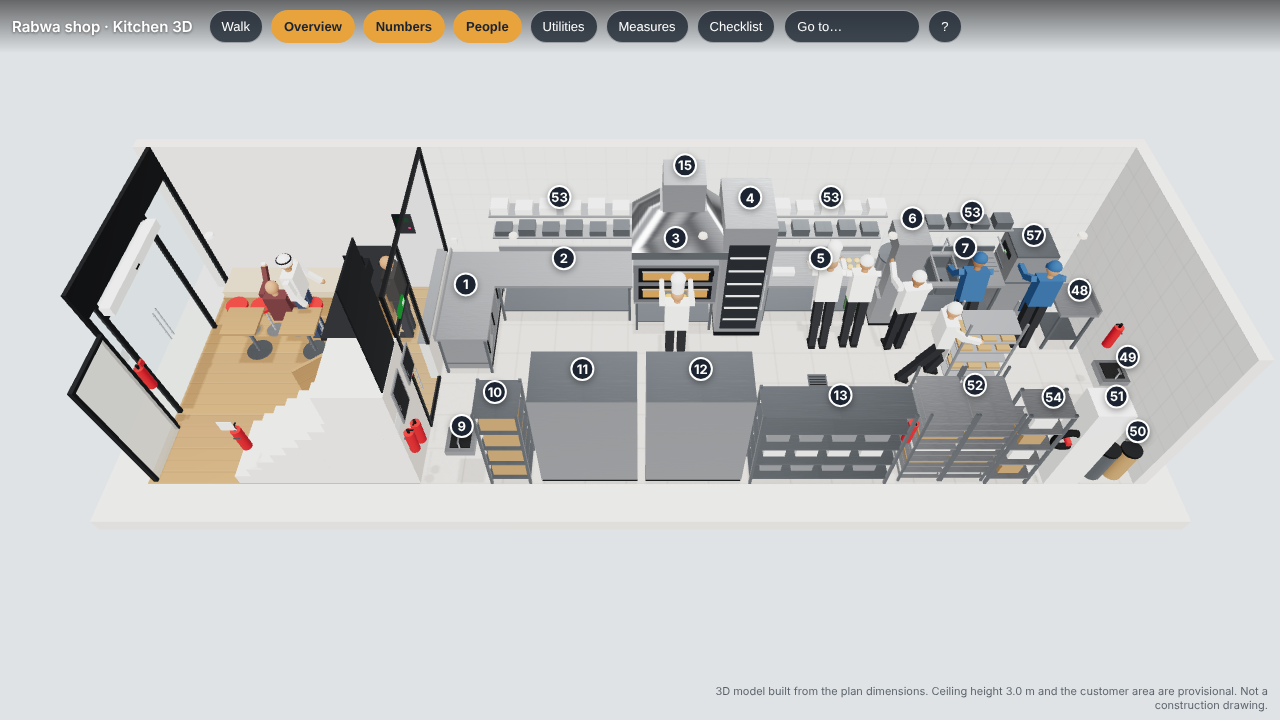 Rabwa shop · Kitchen 3D Walk Overview Numbers People Utilities Measures Checklist Go to… ?
15
53 4 53 53
6
3 57
2 5 7
1 48
49
11 12
10 13 52 54 51
9 50
3D model built from the plan dimensions. Ceiling height 3.0 m and the customer area are provisional. Not a
construction drawing.